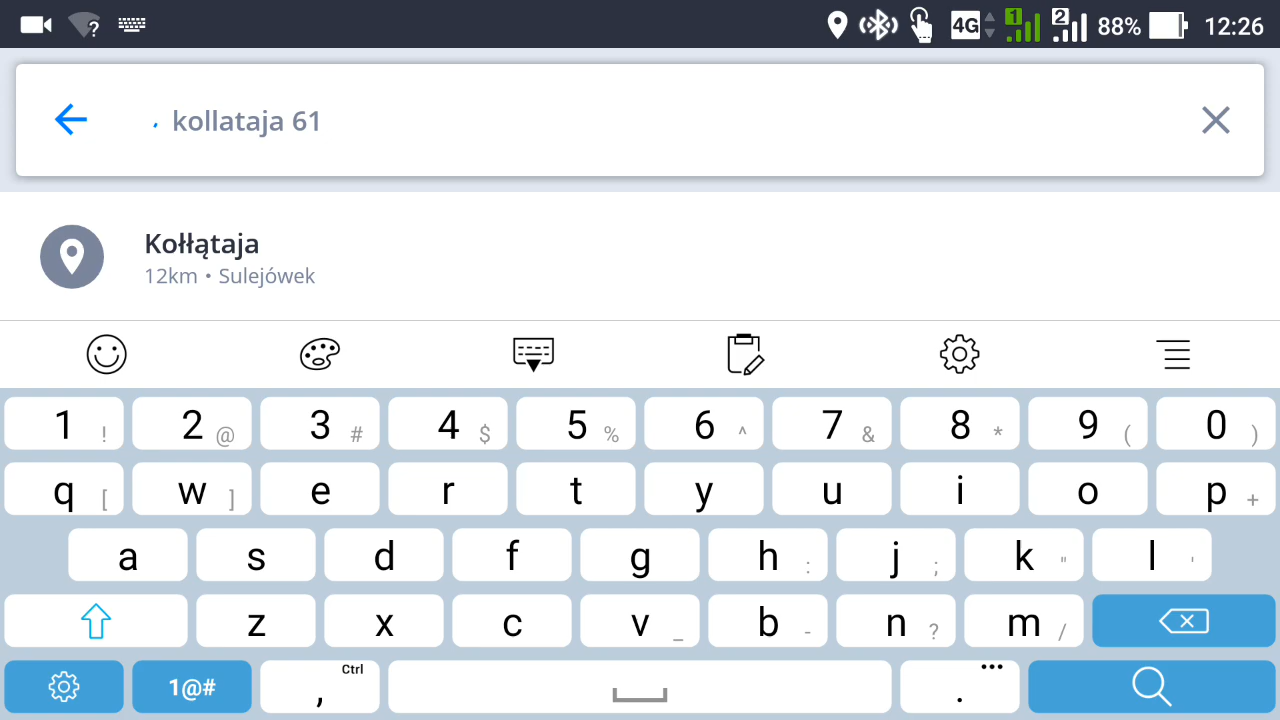 4G 1 2 88% 12:26
kollataja 61
Kołłątaja
12km • Sulejówek
1 ! 2 @ 3 # 4 $ 5 % 6 ^ 7 & 8 * 9 ( 0 )
q [ w ] e r t y u i o p +
a s d f g h : j ; k " l '
z x c v _ b - n ? m /
1@# , Ctrl . •••